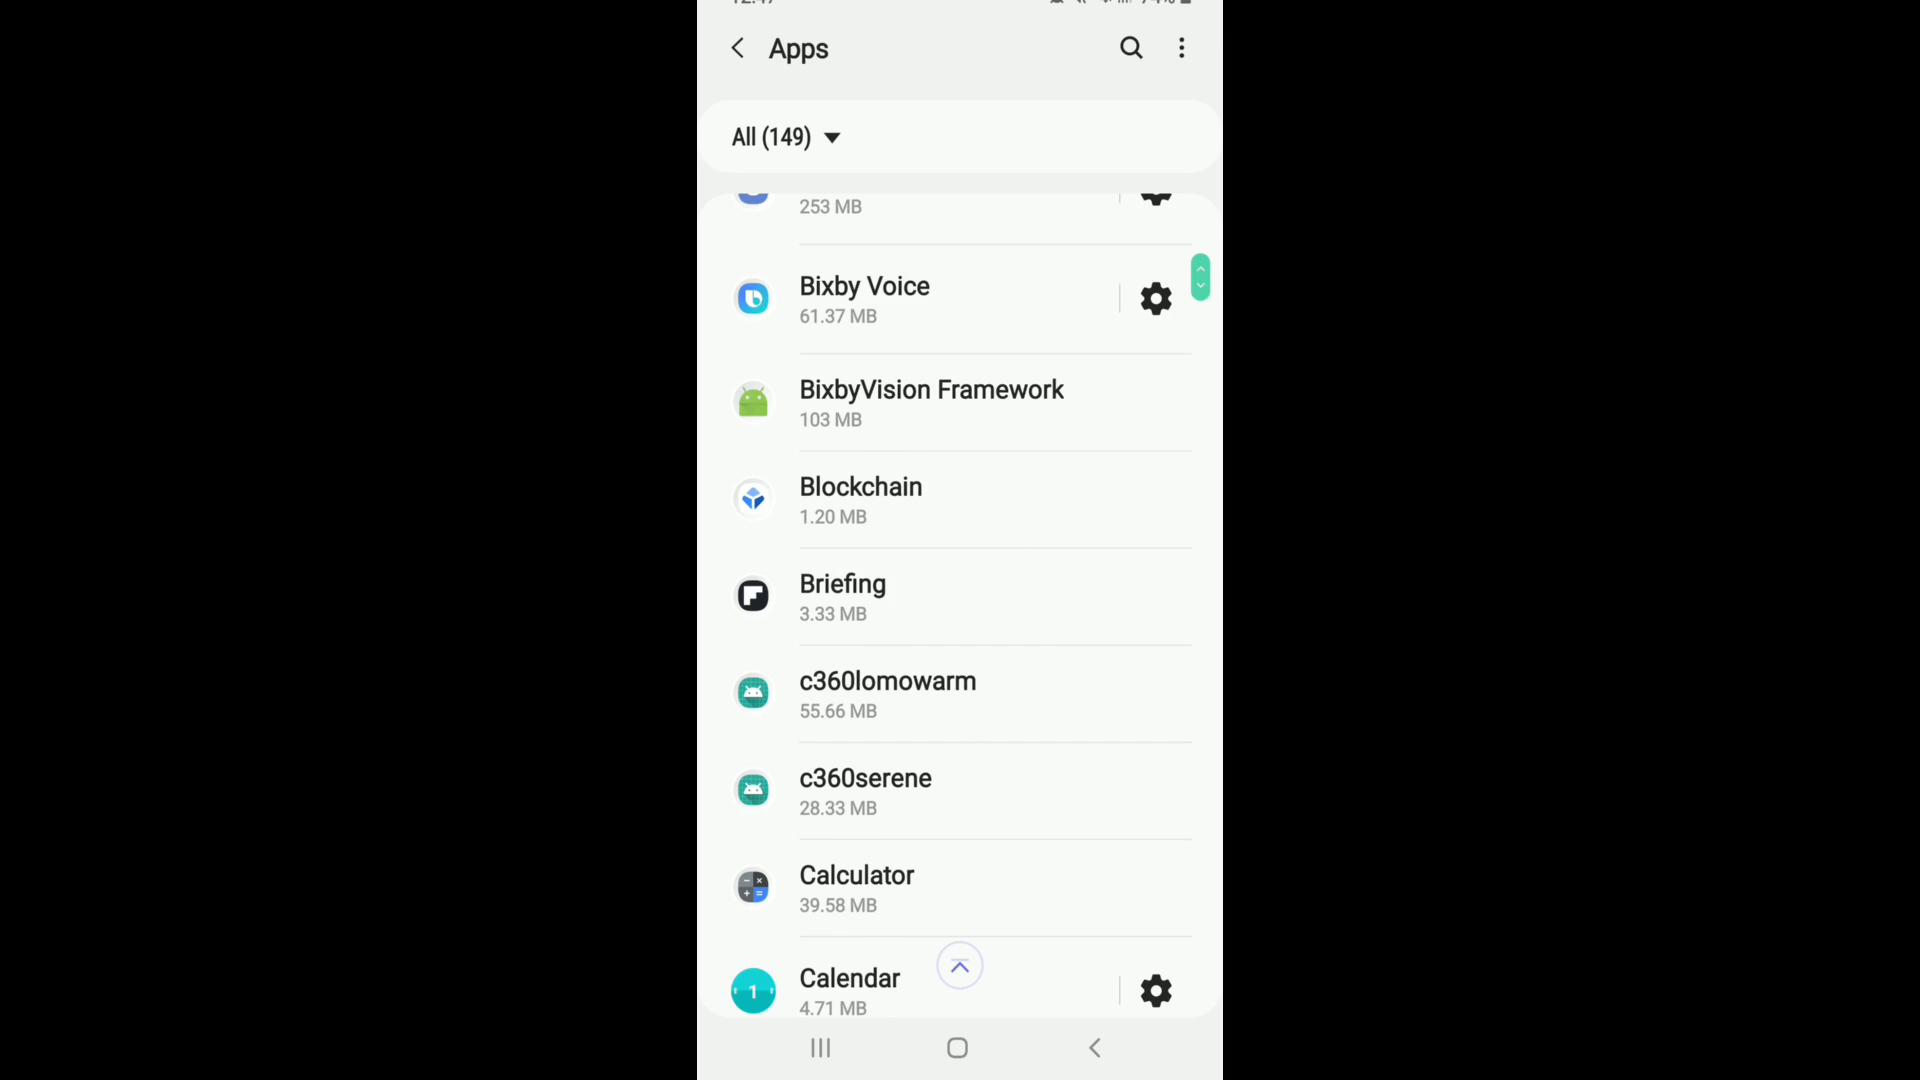 Apps
All (149)
253 MB
Bixby Voice
61.37 MB
BixbyVision Framework
103 MB
Blockchain
1.20 MB
Briefing
3.33 MB
c360lomowarm
55.66 MB
c360serene
28.33 MB
Calculator
39.58 MB
Calendar
1
4.71 MB